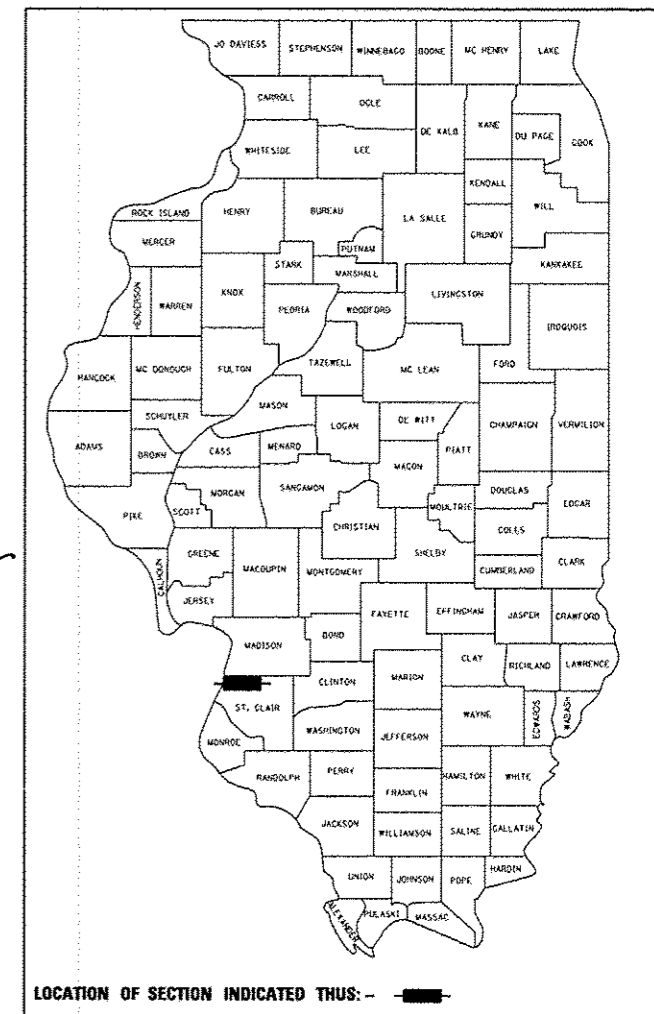 JO DAVIESS STEPHENSON WINNEBAGO BOONE MC HENRY LAKE
CARROLL OGLE DE KALB KANE DU PAGE COOK
WHITESIDE LEE KENDALL WILL
ROCK ISLAND HENRY BUREAU LA SALLE GRUNDY
MERCER PUTNAM KANKAKEE
HENDERSON WARREN KNOX STARK MARSHALL LIVINGSTON IROQUOIS
PEORIA WOODFORD
HANCOCK MC DONOUGH FULTON TAZEWELL MC LEAN FORD
SCHUYLER MASON LOGAN DE WITT CHAMPAIGN VERMILION
ADAMS BROWN CASS MENARD MACON PIATT
PIKE SCOTT MORGAN SANGAMON CHRISTIAN MOULTRIE DOUGLAS EDGAR
COLES
CALHOUN GREENE MACOUPIN MONTGOMERY SHELBY CUMBERLAND CLARK
JERSEY FAYETTE EFFINGHAM JASPER CRAWFORD
MADISON BOND CLAY RICHLAND LAWRENCE
ST. CLAIR CLINTON MARION WAYNE EDWARDS WABASH
MONROE WASHINGTON JEFFERSON
RANDOLPH PERRY FRANKLIN HAMILTON WHITE
JACKSON WILLIAMSON SALINE GALLATIN
UNION JOHNSON POPE HARDIN
ALEXANDER PULASKI MASSAC
LOCATION OF SECTION INDICATED THUS: -